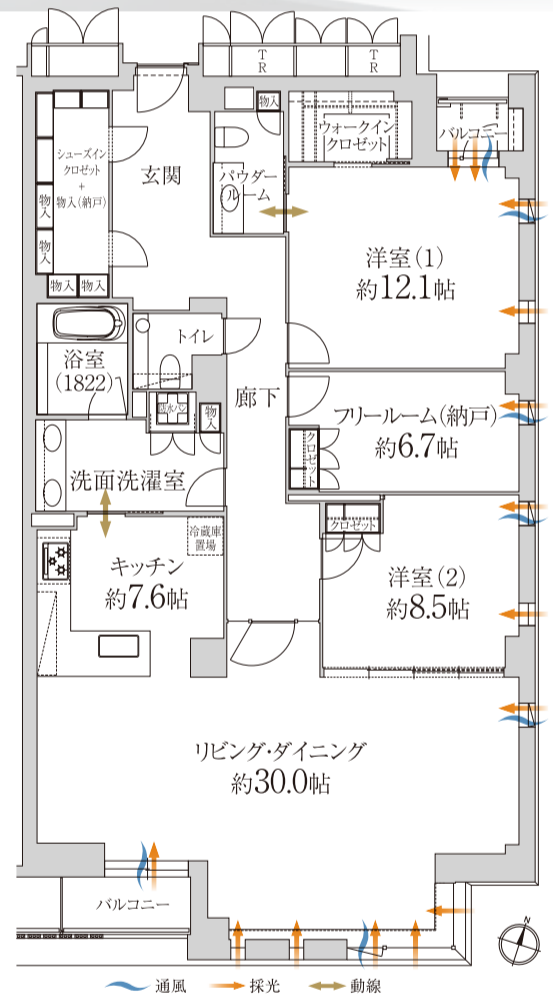 TR
TR
物入
ウォークイン
クロゼット
バルコニー
シューズイン
クロゼット
+
物入(納戸)
玄関
パウダー
ルーム
物入
物入
物入
物入
洋室(1)
約12.1帖
浴室
(1822)
トイレ
廊下
防水パン
物入
フリールーム(納戸)
約6.7帖
クロゼット
洗面洗濯室
冷蔵庫
置場
クロゼット
キッチン
約7.6帖
洋室(2)
約8.5帖
リビング・ダイニング
約30.0帖
バルコニー
N
通風
採光
動線